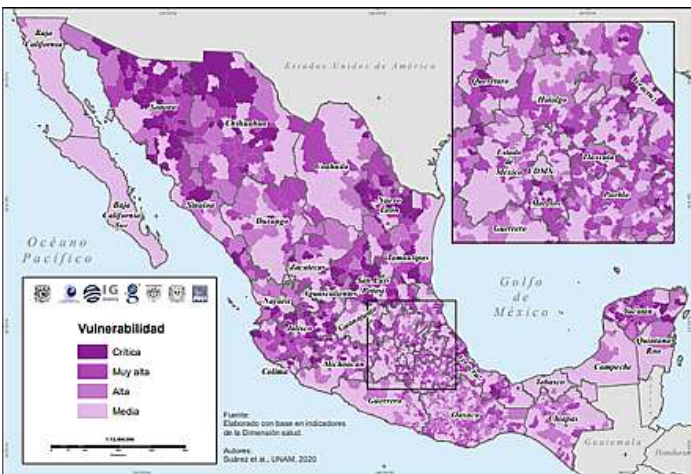 Baja
California
Estados Unidos de América
Sonora
Chihuahua
Coahuila
Nuevo
León
Baja
California
Sur
Sinaloa
Durango
Tamaulipas
Zacatecas
San Luis
Potosí
Aguascalientes
Nayarit
Jalisco
Guanajuato
Colima
Michoacán
Guerrero
Oaxaca
Tabasco
Chiapas
Campeche
Yucatán
Quintana
Roo
Guatemala
Honduras
Océano
Pacífico
Golfo
de
México
Querétaro
Hidalgo
Veracruz
Estado
de
México
CDMX
Tlaxcala
Morelos
Puebla
Guerrero
IG
Vulnerabilidad
Crítica
Muy alta
Alta
Media
Fuente:
Elaborado con base en indicadores
de la Dimensión salud.
Autores:
Suárez et al., UNAM, 2020